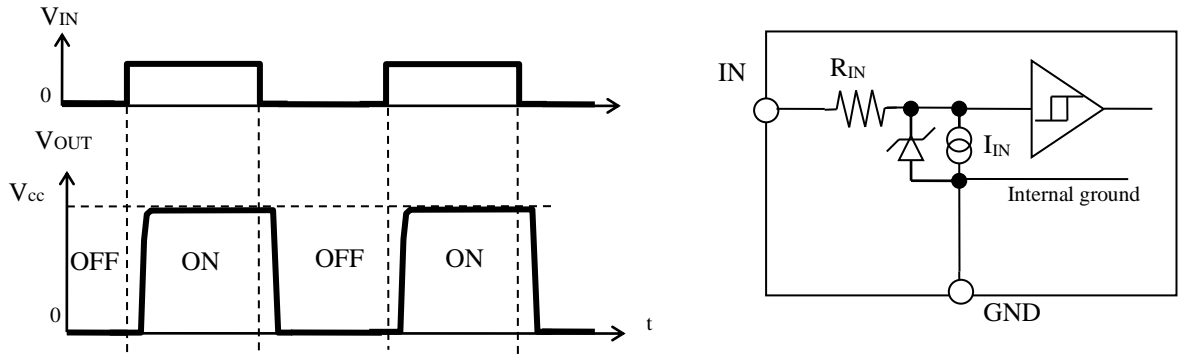 VIN
0
VOUT
Vcc
OFF
ON
OFF
ON
0
t
IN
RIN
IIN
Internal ground
GND